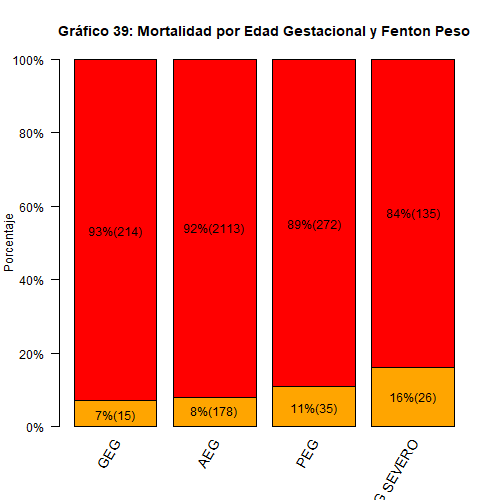 Gráfico 39: Mortalidad por Edad Gestacional y Fenton Peso
Porcentaje
100%
80%
60%
40%
20%
0%
93%(214)
92%(2113)
89%(272)
84%(135)
7%(15)
8%(178)
11%(35)
16%(26)
GEG
AEG
PEG
G SEVERO